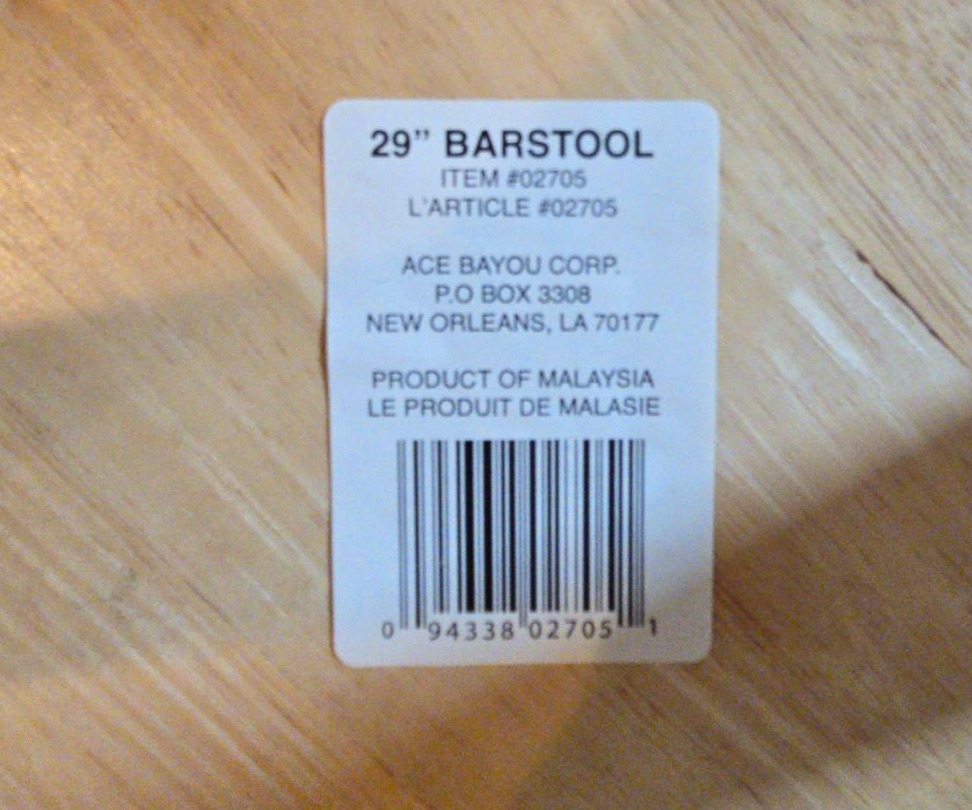 29” BARSTOOL
ITEM #02705
L'ARTICLE #02705
ACE BAYOU CORP.
P.O BOX 3308
NEW ORLEANS, LA 70177
PRODUCT OF MALAYSIA
LE PRODUIT DE MALASIE
0 94338 02705 1